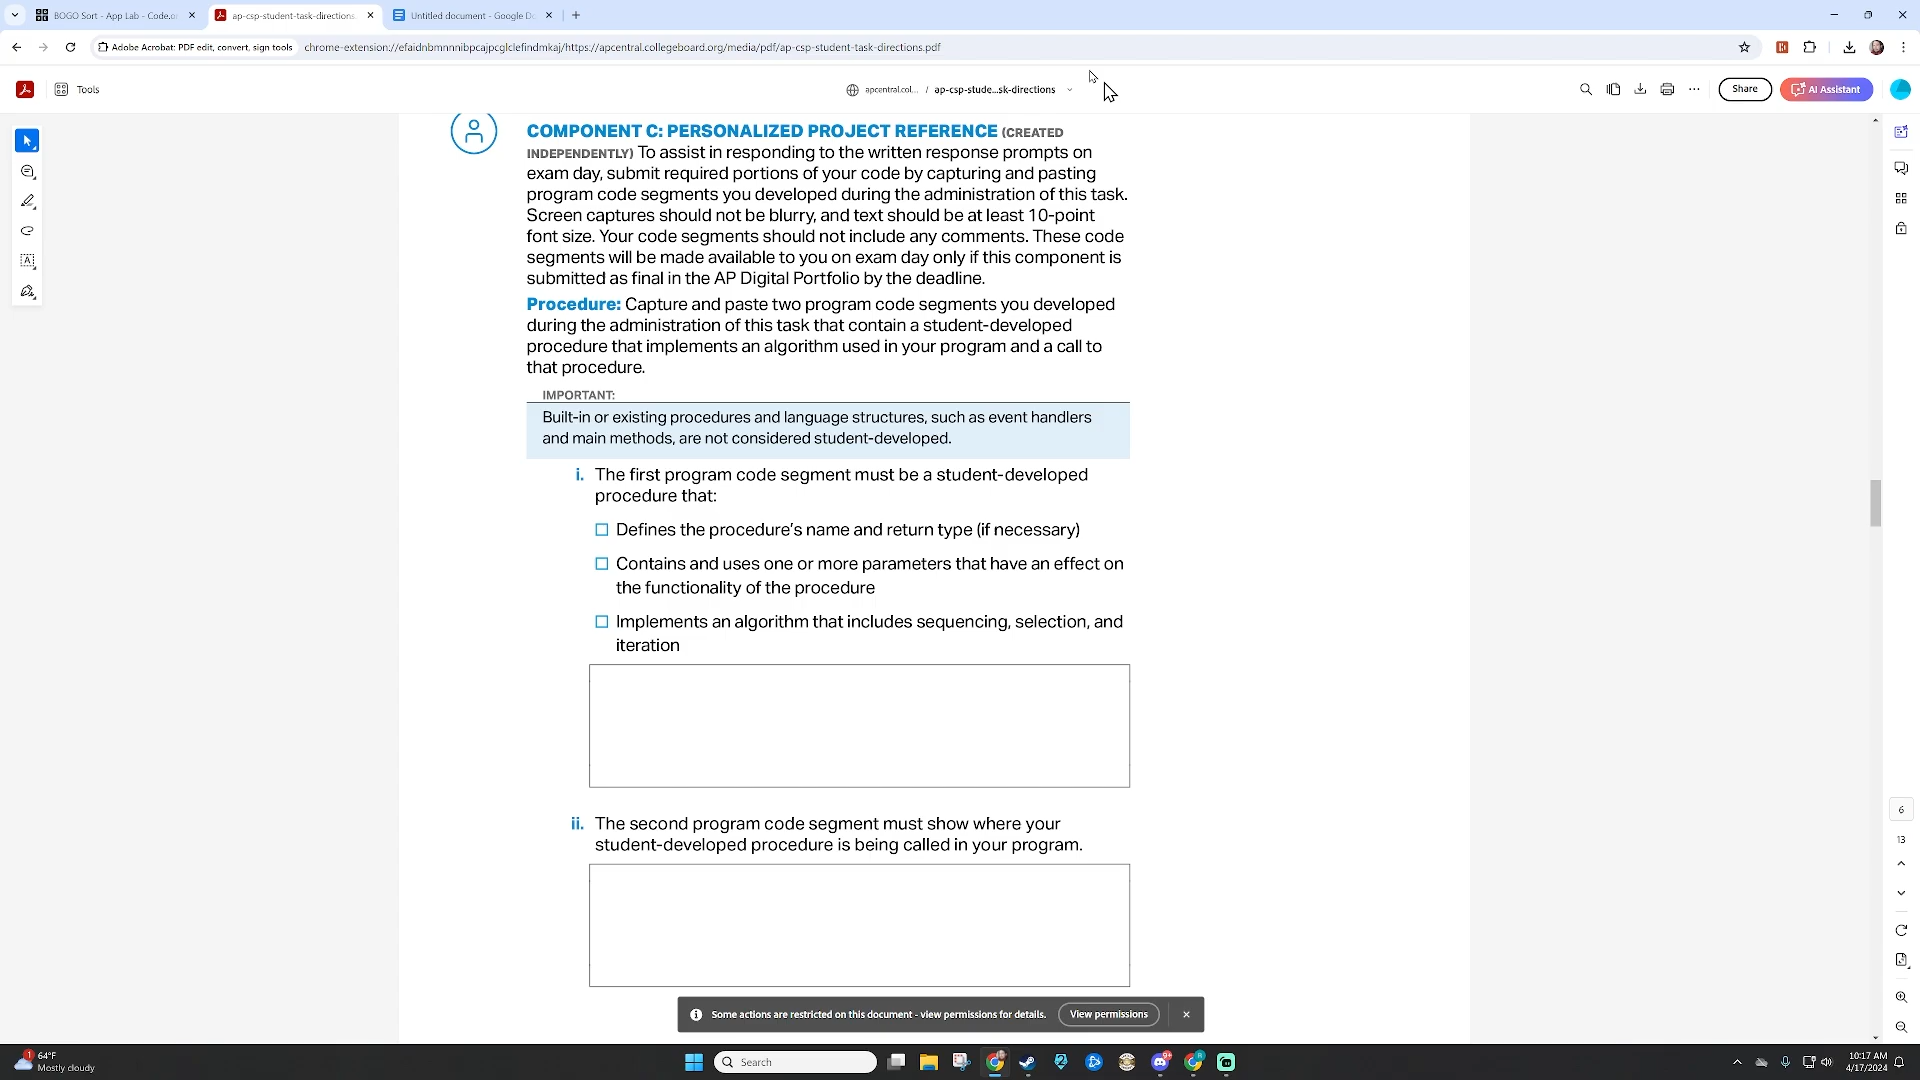 BOGO Sort - App Lab - Code.or
ap-csp-student-task-directions.
Untitled document - Google Do
Adobe Acrobat: PDF edit, convert, sign tools
chrome-extension://efaidnbmnnnibpcajpcglclefindmkaj/https://apcentral.collegeboard.org/media/pdf/ap-csp-student-task-directions.pdf
Tools
apcentral.col... / ap-csp-stude...sk-directions
Share
AI Assistant
COMPONENT C: PERSONALIZED PROJECT REFERENCE (CREATED
INDEPENDENTLY) To assist in responding to the written response prompts on
exam day, submit required portions of your code by capturing and pasting
program code segments you developed during the administration of this task.
Screen captures should not be blurry, and text should be at least 10-point
font size. Your code segments should not include any comments. These code
segments will be made available to you on exam day only if this component is
submitted as final in the AP Digital Portfolio by the deadline.
Procedure: Capture and paste two program code segments you developed
during the administration of this task that contain a student-developed
procedure that implements an algorithm used in your program and a call to
that procedure.
IMPORTANT:
Built-in or existing procedures and language structures, such as event handlers
and main methods, are not considered student-developed.
i. The first program code segment must be a student-developed
procedure that:
Defines the procedure's name and return type (if necessary)
Contains and uses one or more parameters that have an effect on
the functionality of the procedure
Implements an algorithm that includes sequencing, selection, and
iteration
ii. The second program code segment must show where your
student-developed procedure is being called in your program.
6
13
Some actions are restricted on this document - view permissions for details.
View permissions
1
64°F
Mostly cloudy
Search
9+
10:17 AM
4/17/2024